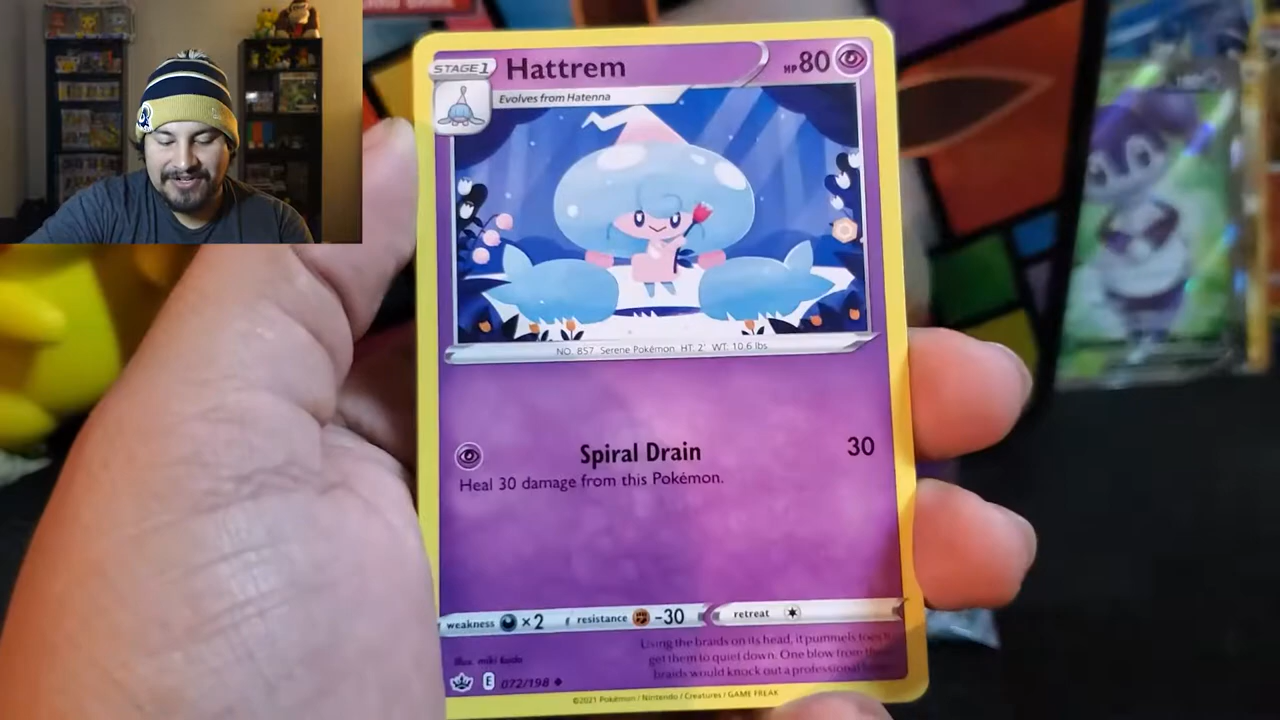 STAGE 1 Hattrem HP 80
Evolves from Hatenna
NO. 857 Serene Pokémon HT: 2' WT: 10.6 lbs
Spiral Drain 30
Heal 30 damage from this Pokémon.
weakness ×2 resistance -30 retreat
Using the braids on its head, it pummels foes to
get them to quiet down. One blow from these
braids would knock out a professional
Illus. miki kudo
E 072/198
©2021 Pokémon / Nintendo / Creatures / GAME FREAK